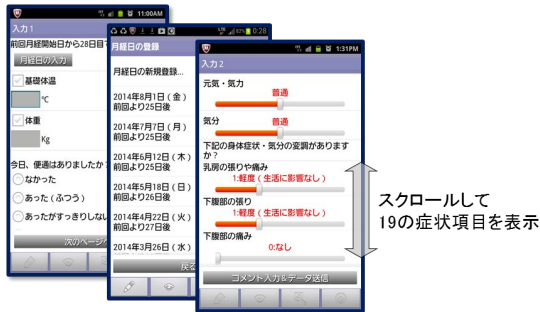 11:00AM
入力1
前回月経開始日から28日目
月経日の入力
基礎体温
℃
体重
Kg
今日、便通はありましたか
なかった
あった(ふつう)
あったがすっきりしな
次のページ
0:28
月経日の登録
月経日の新規登録...
2014年8月1日(金)
前回より25日後
2014年7月7日(月)
前回より25日後
2014年6月12日(木)
前回より25日後
2014年5月18日(日)
前回より26日後
2014年4月22日(火)
前回より27日後
2014年3月26日(水)
戻
1:31PM
入力2
元気・気力
普通
気分
普通
下記の身体症状・気分の変調があります
か?
乳房の張りや痛み
1:軽度(生活に影響なし)
下腹部の張り
1:軽度(生活に影響なし)
下腹部の痛み
0:なし
コメント入力&データ送信
スクロールして
19の症状項目を表示